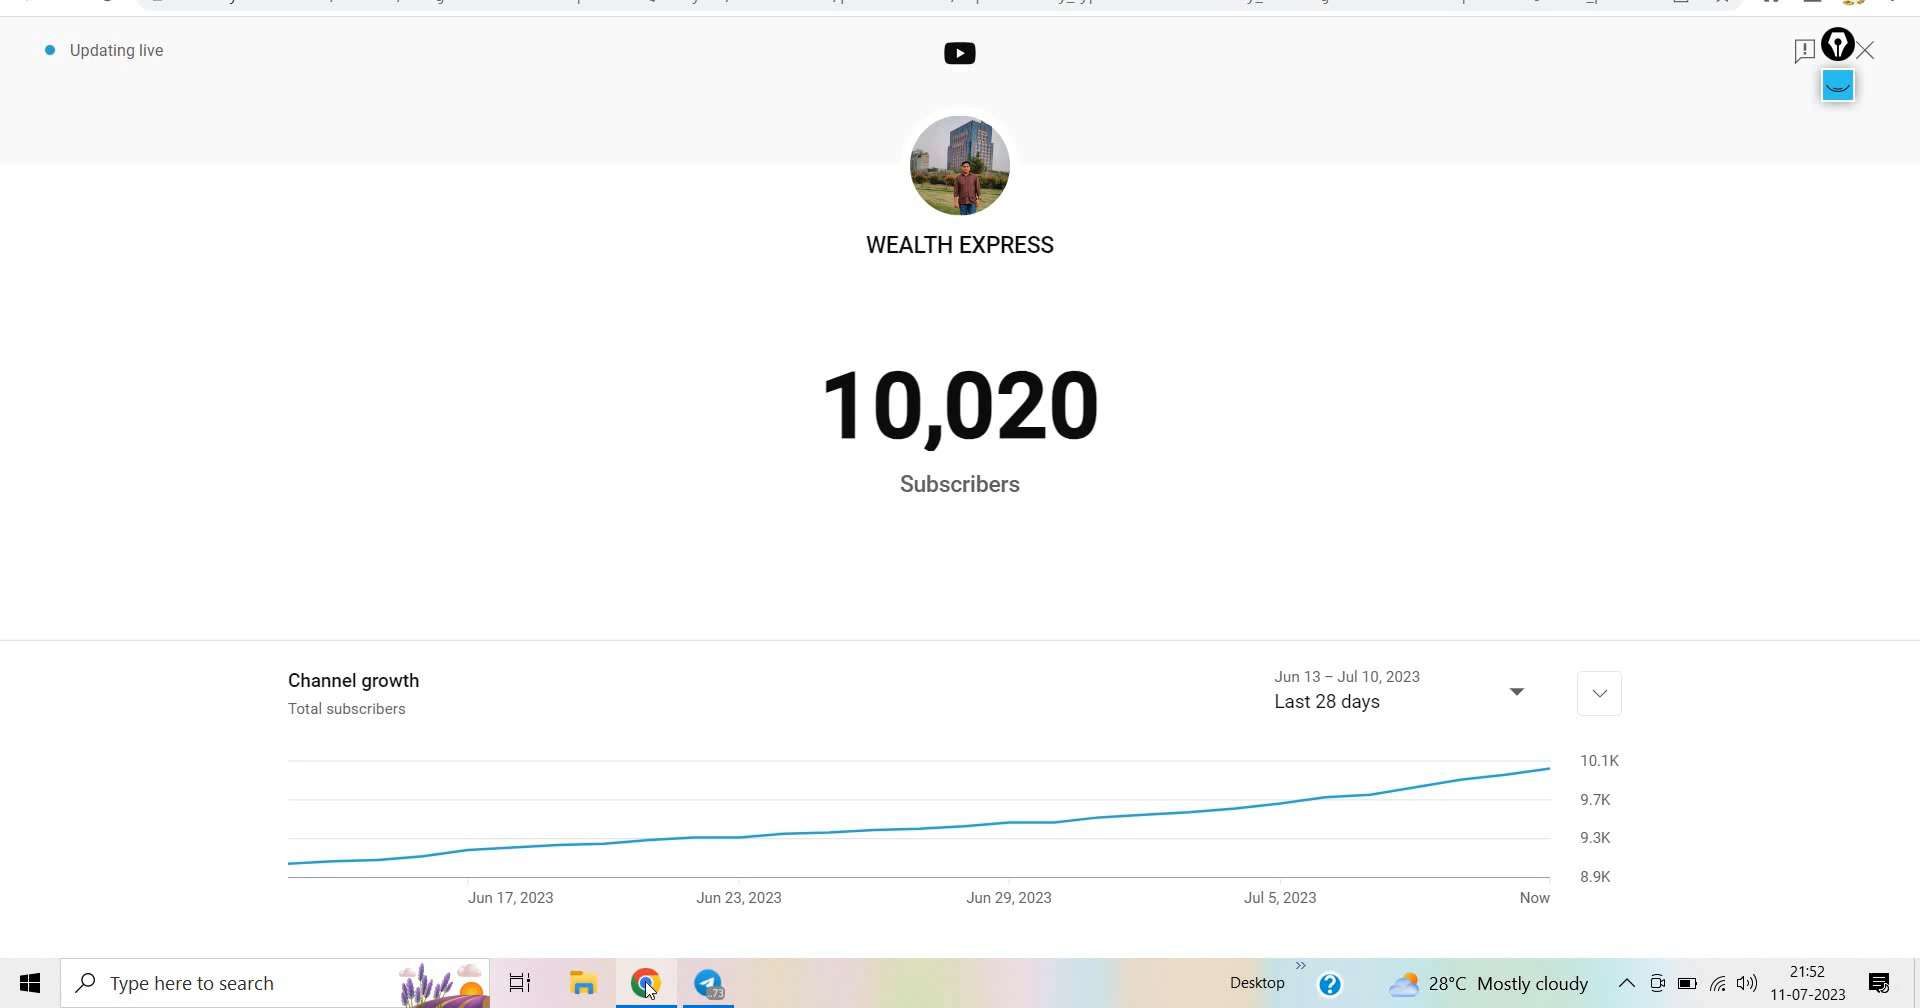 Updating live
WEALTH EXPRESS
10,020
Subscribers
Channel growth
Total subscribers
Jun 13 – Jul 10, 2023
Last 28 days
10.1K
9.7K
9.3K
8.9K
Jun 17, 2023
Jun 23, 2023
Jun 29, 2023
Jul 5, 2023
Now
Type here to search
73
Desktop
28°C Mostly cloudy
21:52
11-07-2023